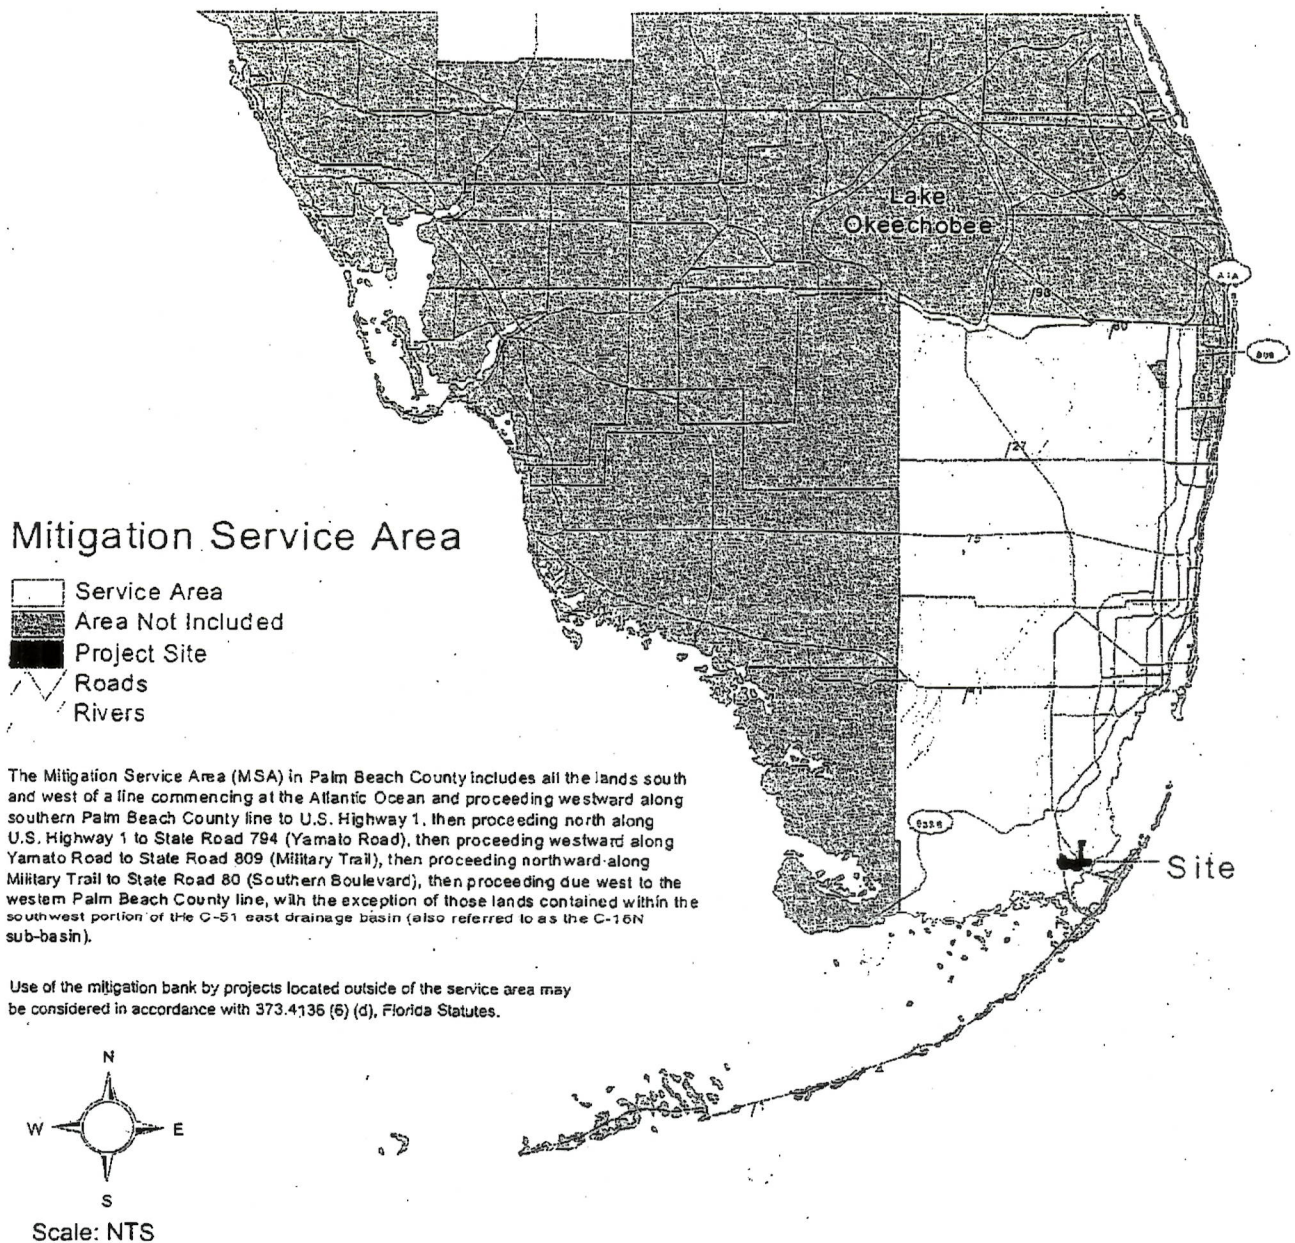 Lake
Okeechobee
A1A
98
80
809
95
27
75
41
9336
Site
1
Mitigation Service Area
Service Area
Area Not Included
Project Site
Roads
Rivers
The Mitigation Service Area (MSA) in Palm Beach County includes all the lands south
and west of a line commencing at the Atlantic Ocean and proceeding westward along
southern Palm Beach County line to U.S. Highway 1, then proceeding north along
U.S. Highway 1 to State Road 794 (Yamato Road), then proceeding westward along
Yamato Road to State Road 809 (Military Trail), then proceeding northward along
Military Trail to State Road 80 (Southern Boulevard), then proceeding due west to the
western Palm Beach County line, with the exception of those lands contained within the
southwest portion of the C-51 east drainage basin (also referred to as the C-16N
sub-basin).
Use of the mitigation bank by projects located outside of the service area may
be considered in accordance with 373.4136 (6) (d), Florida Statutes.
N
W
E
S
Scale: NTS